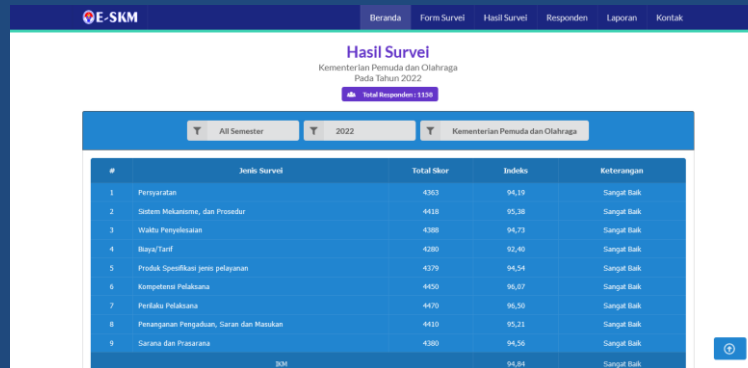 E-SKM Beranda Form Survei Hasil Survei Responden Laporan Kontak
Hasil Survei
Kementerian Pemuda dan Olahraga
Pada Tahun 2022
Total Responden : 1158
All Semester 2022 Kementerian Pemuda dan Olahraga
# Jenis Survei Total Skor Indeks Keterangan
1 Persyaratan 4363 94,19 Sangat Baik
2 Sistem Mekanisme, dan Prosedur 4418 95,38 Sangat Baik
3 Waktu Penyelesaian 4388 94,73 Sangat Baik
4 Biaya/Tarif 4280 92,40 Sangat Baik
5 Produk Spesifikasi jenis pelayanan 4379 94,54 Sangat Baik
6 Kompetensi Pelaksana 4450 96,07 Sangat Baik
7 Perilaku Pelaksana 4470 96,50 Sangat Baik
8 Penanganan Pengaduan, Saran dan Masukan 4410 95,21 Sangat Baik
9 Sarana dan Prasarana 4380 94,56 Sangat Baik
IKM 94,84 Sangat Baik